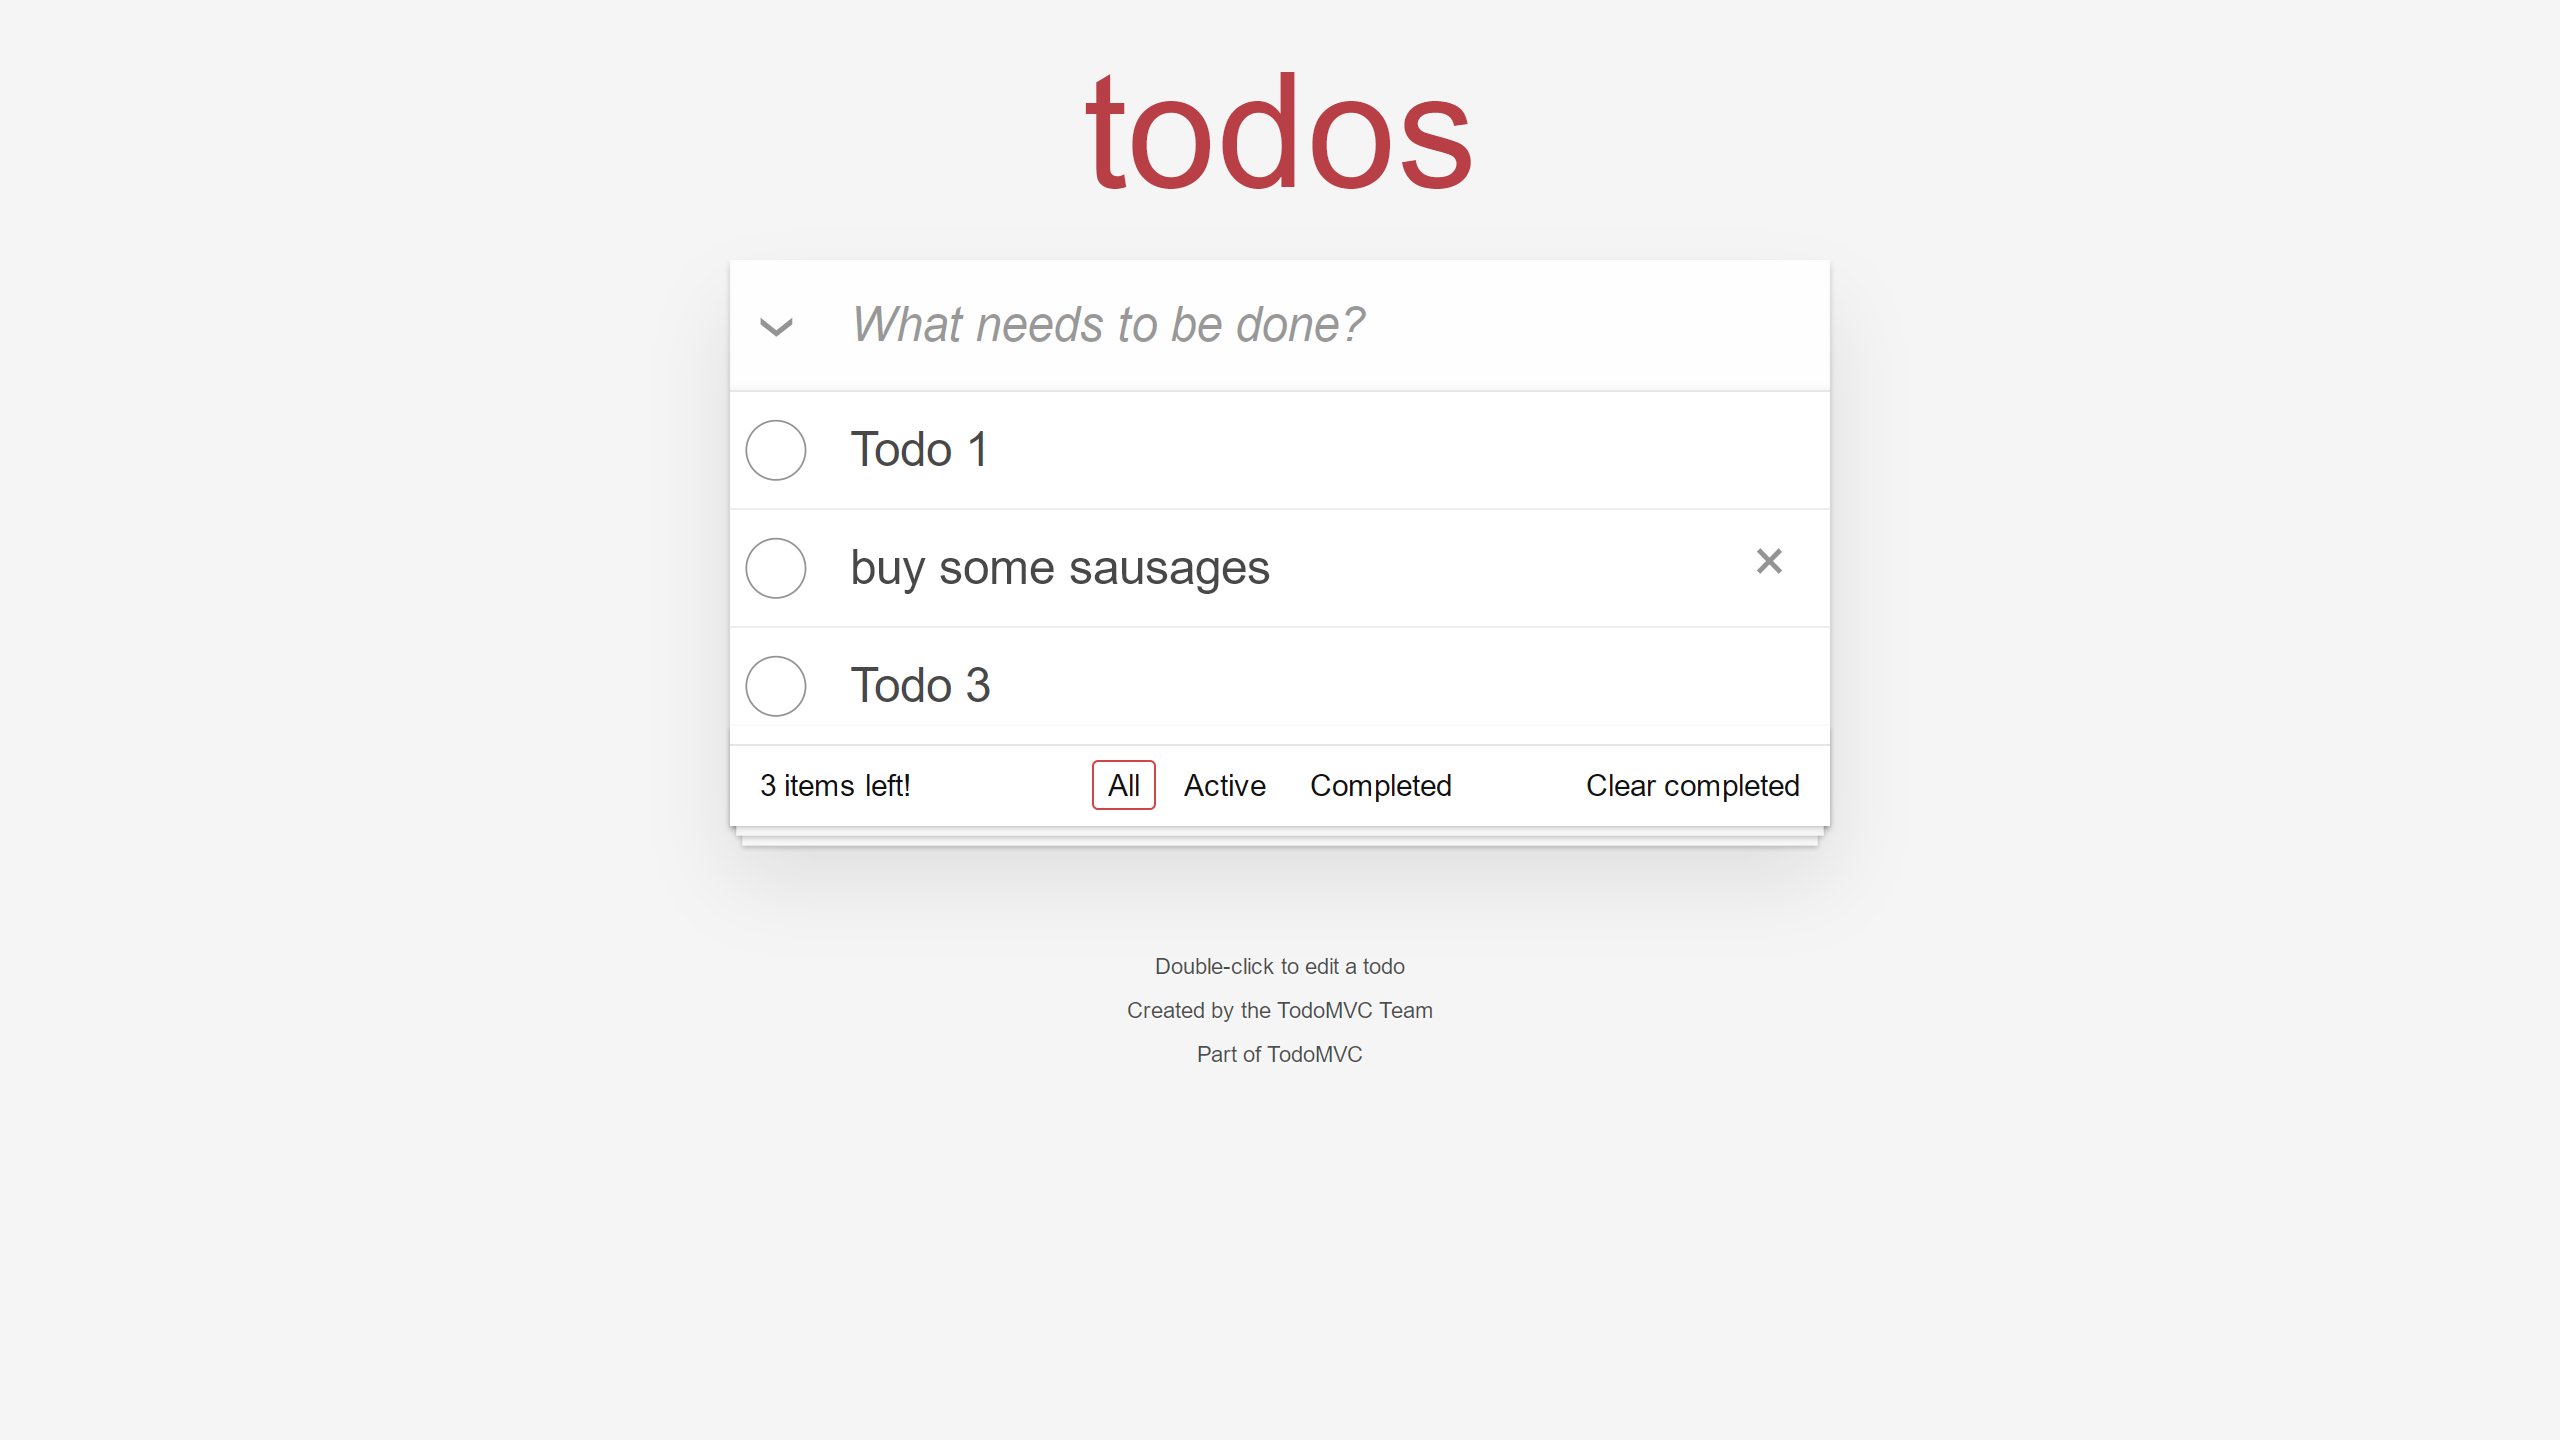 todos
What needs to be done?
Todo 1
buy some sausages
Todo 3
3 items left! All Active Completed Clear completed
Double-click to edit a todo
Created by the TodoMVC Team
Part of TodoMVC